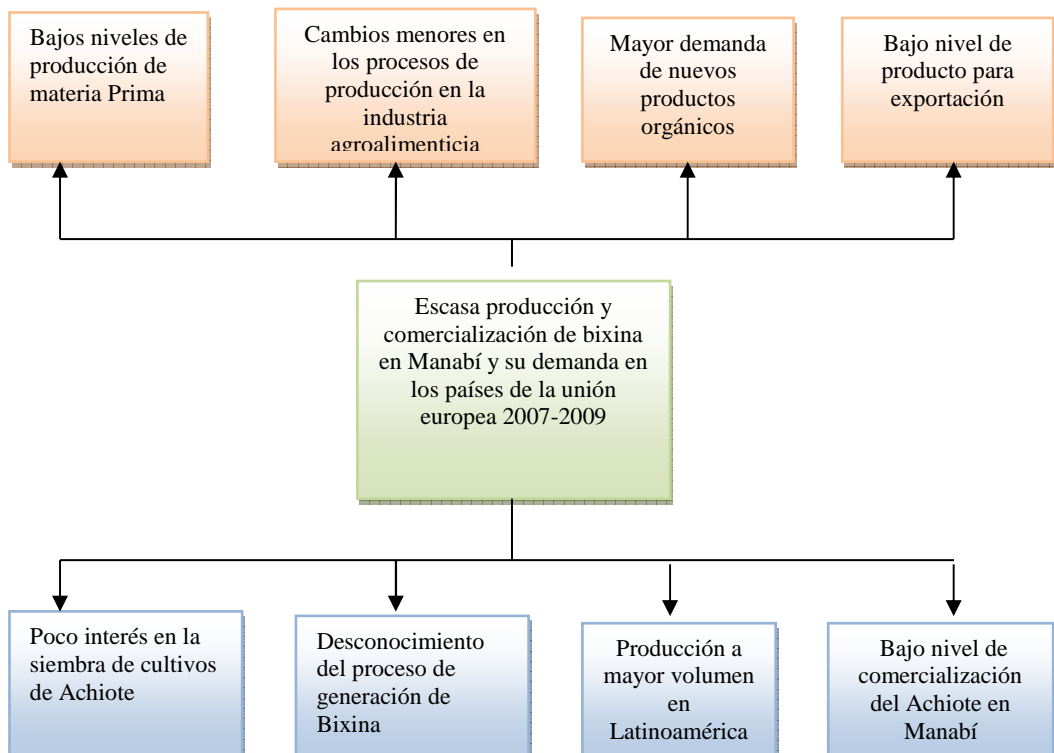 Bajos niveles de
producción de
materia Prima
Cambios menores en
los procesos de
producción en la
industria
agroalimenticia
Mayor demanda
de nuevos
productos
orgánicos
Bajo nivel de
producto para
exportación
Escasa producción y
comercialización de bixina
en Manabí y su demanda en
los países de la unión
europea 2007-2009
Poco interés en la
siembra de cultivos
de Achiote
Desconocimiento
del proceso de
generación de
Bixina
Producción a
mayor volumen
en
Latinoamérica
Bajo nivel de
comercialización
del Achiote en
Manabí